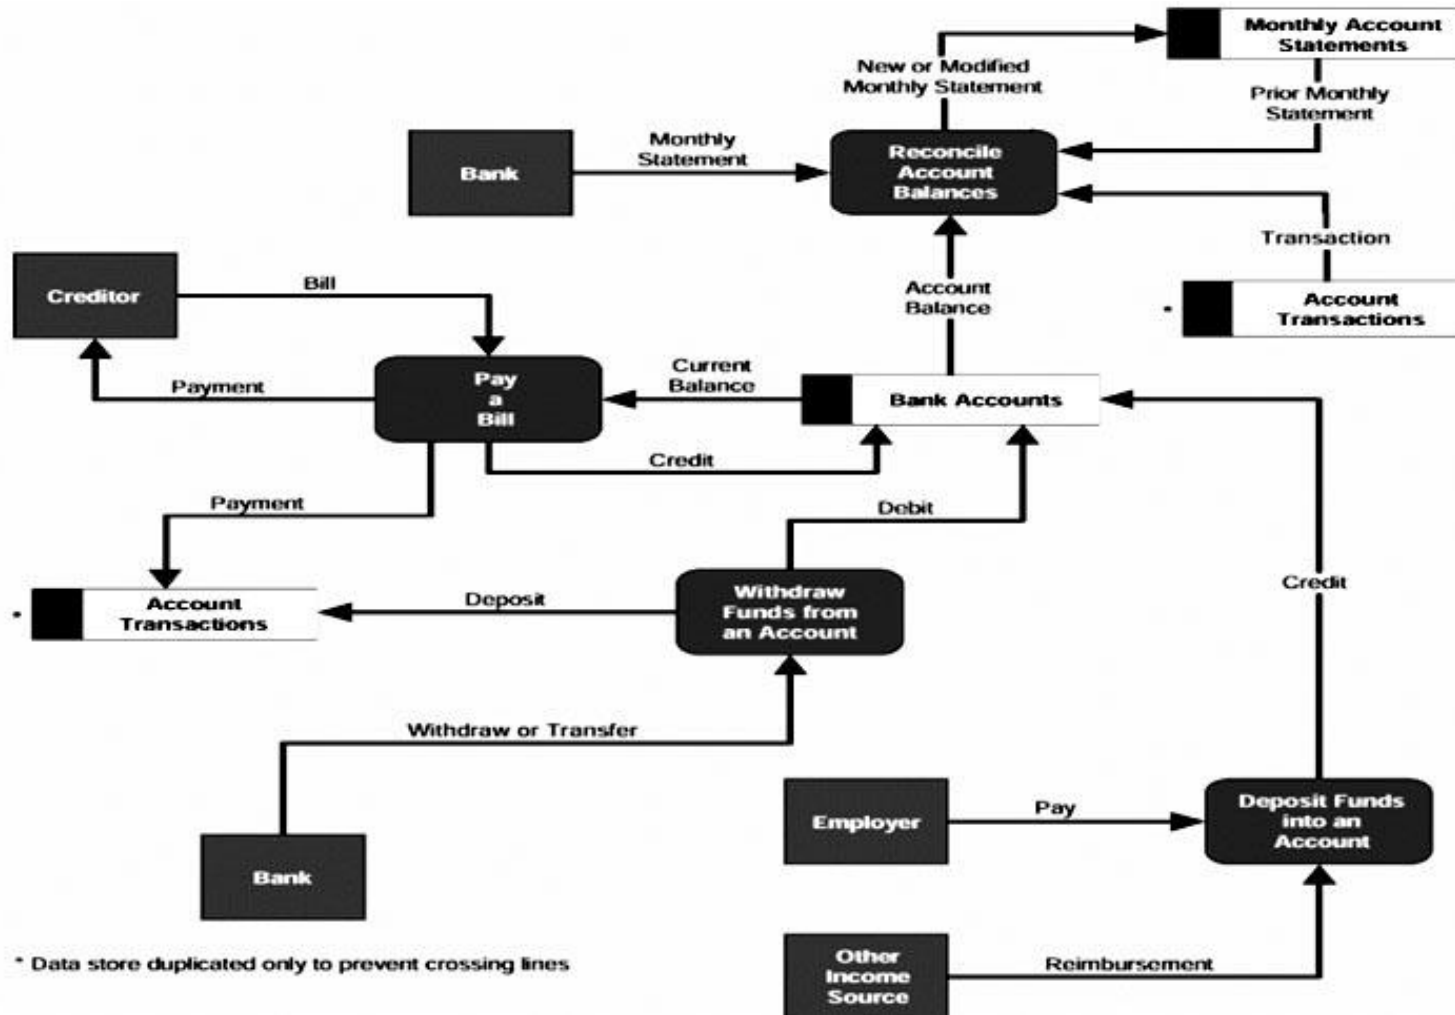 Monthly Account
Statements
New or Modified
Monthly Statement
Prior Monthly
Statement
Bank
Monthly
Statement
Reconcile
Account
Balances
Transaction
Creditor
Bill
Account
Balance
* Account
Transactions
Payment
Pay
a
Bill
Current
Balance
Bank Accounts
Credit
Payment
Debit
Credit
* Account
Transactions
Deposit
Withdraw
Funds from
an Account
Withdraw or Transfer
Employer
Pay
Deposit Funds
into an
Account
Bank
Other
Income
Source
Reimbursement
* Data store duplicated only to prevent crossing lines